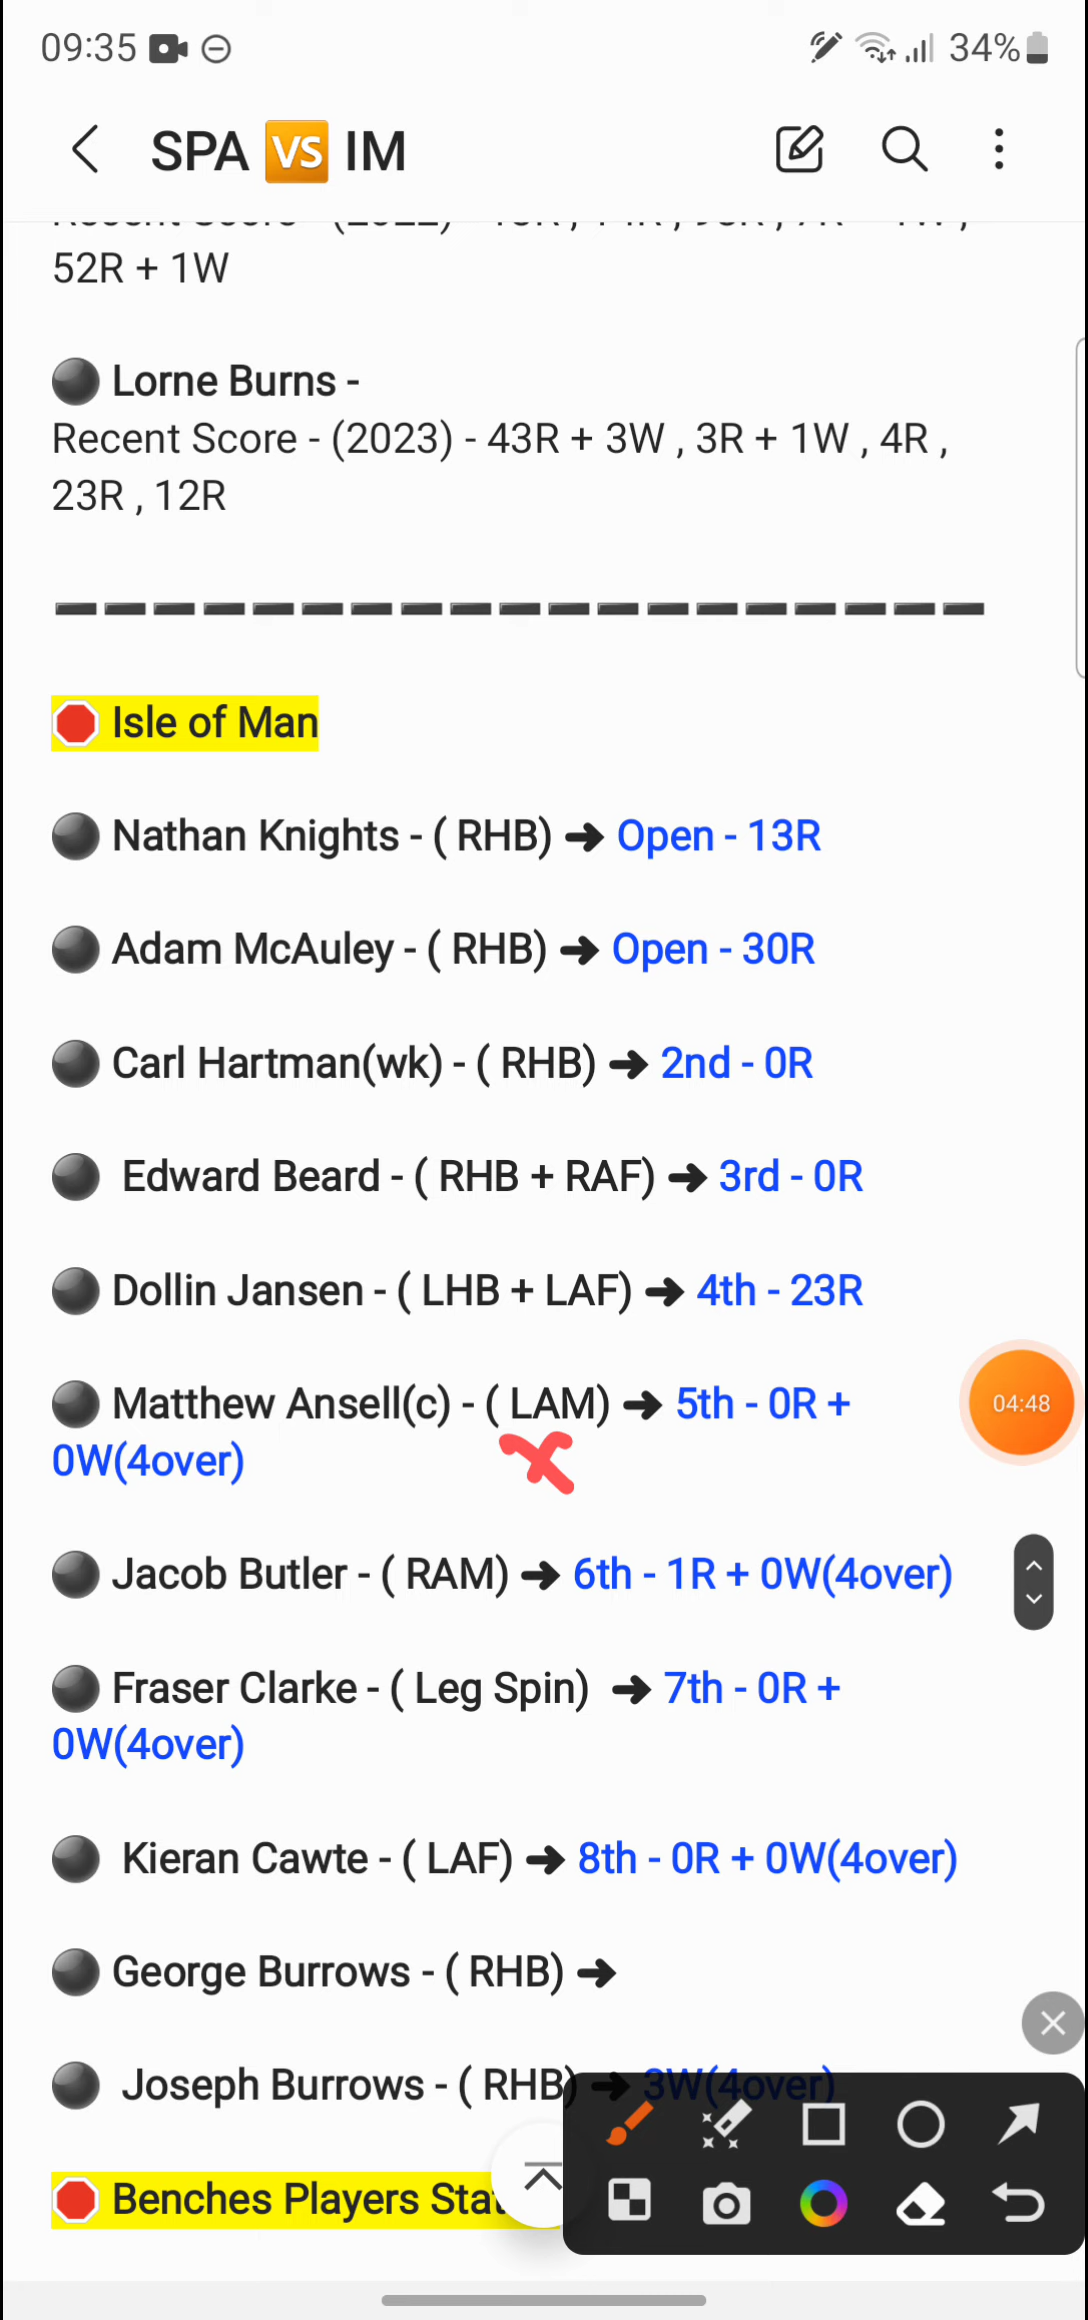 09:35
34%
SPA VS IM
52R + 1W
Lorne Burns -
Recent Score - (2023) - 43R + 3W , 3R + 1W , 4R ,
23R , 12R
Isle of Man
Nathan Knights - ( RHB) ➔ Open - 13R
Adam McAuley - ( RHB) ➔ Open - 30R
Carl Hartman(wk) - ( RHB) ➔ 2nd - 0R
Edward Beard - ( RHB + RAF) ➔ 3rd - 0R
Dollin Jansen - ( LHB + LAF) ➔ 4th - 23R
Matthew Ansell(c) - ( LAM) ➔ 5th - 0R +
0W(4over)
04:48
Jacob Butler - ( RAM) ➔ 6th - 1R + 0W(4over)
Fraser Clarke - ( Leg Spin) ➔ 7th - 0R +
0W(4over)
Kieran Cawte - ( LAF) ➔ 8th - 0R + 0W(4over)
George Burrows - ( RHB) ➔
Joseph Burrows - ( RHB) ➔ 3W(4over)
Benches Players